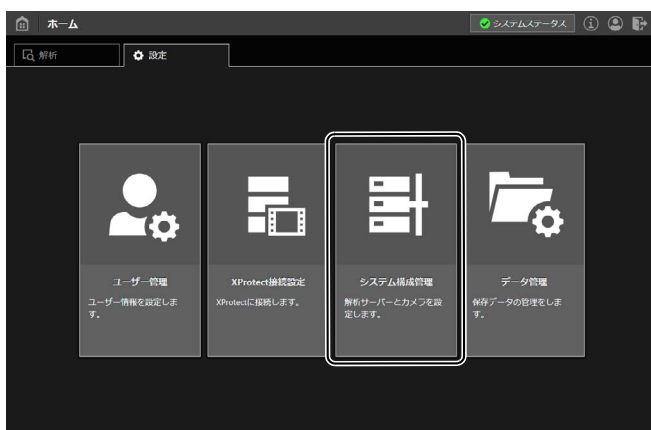 ホーム
システムステータス
解析
設定
ユーザー管理
ユーザー情報を設定しま
す。
XProtect接続設定
XProtectに接続します。
システム構成管理
解析サーバーとカメラを設
定します。
データ管理
保存データの管理をしま
す。